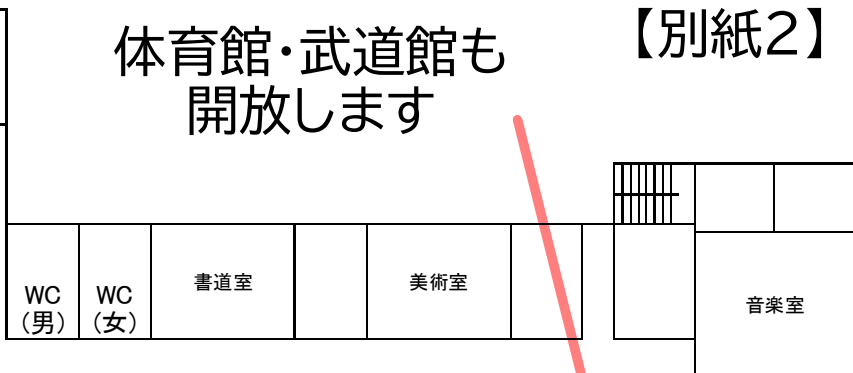 【別紙2】
体育館・武道館も
開放します
書道室
美術室
音楽室
WC
（男）
WC
（女）